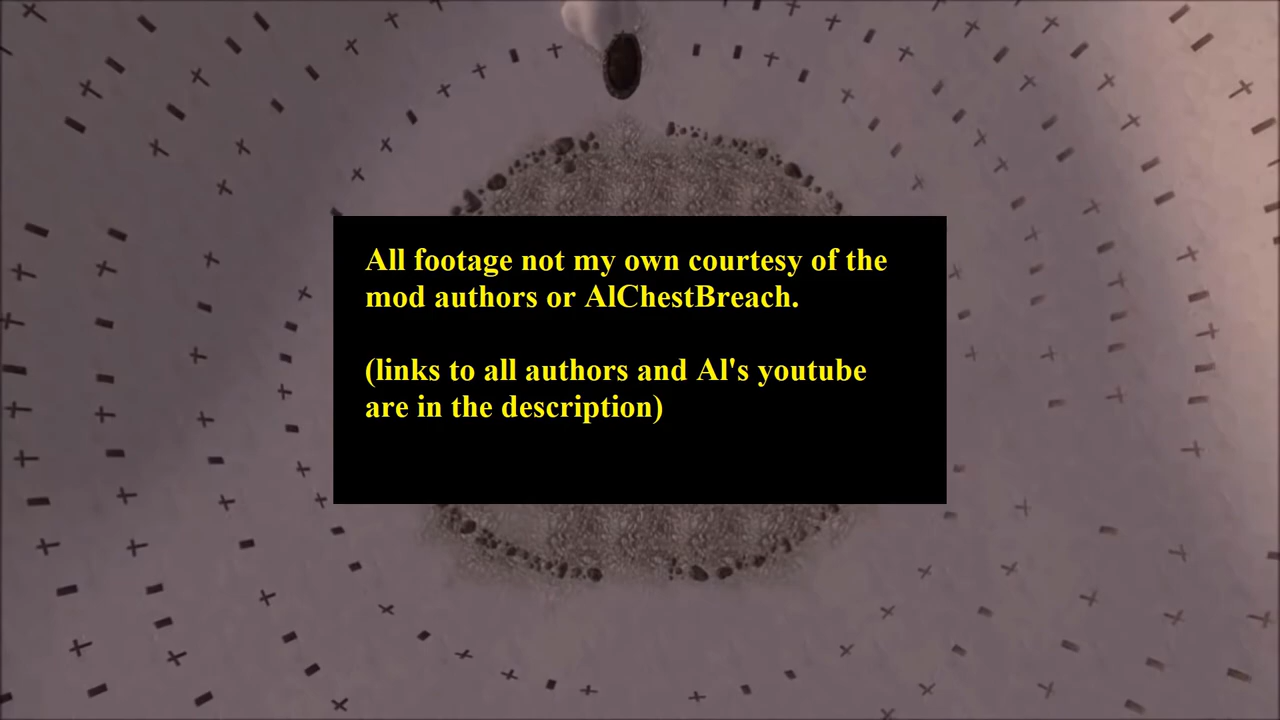 All footage not my own courtesy of the
mod authors or AlChestBreach.
(links to all authors and Al's youtube
are in the description)